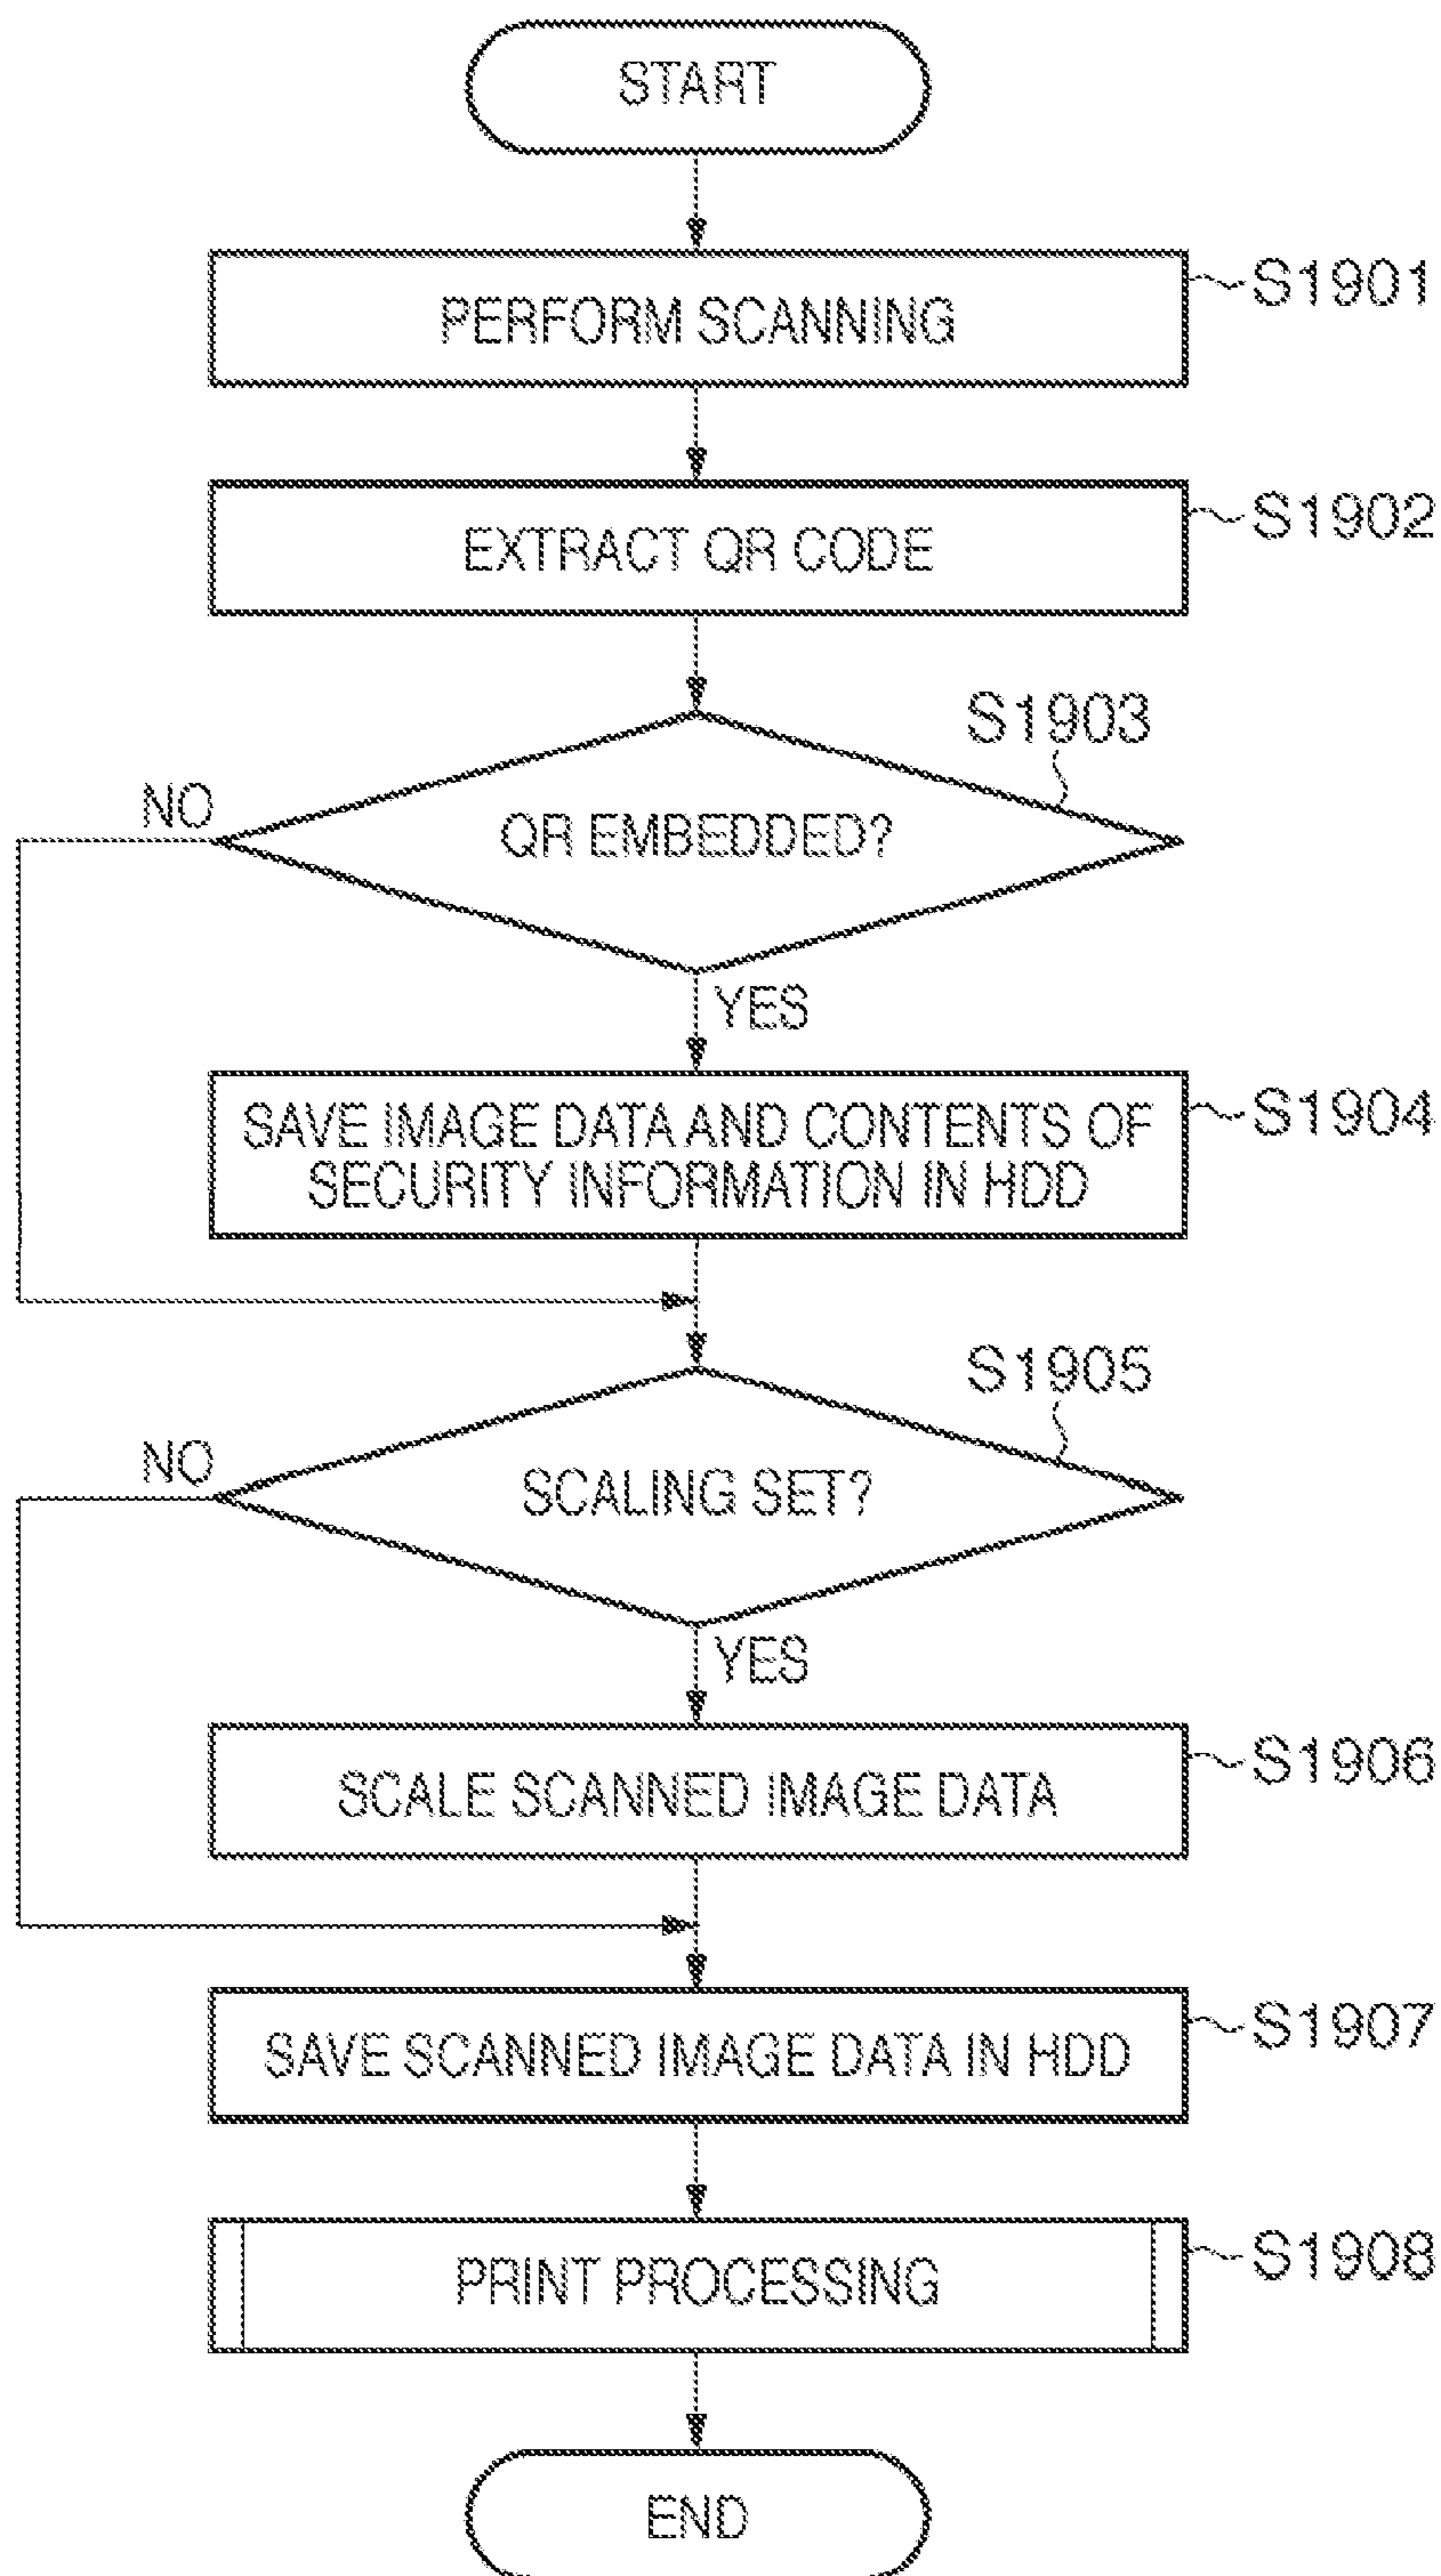 START
PERFORM SCANNING
S1901
EXTRACT QR CODE
S1902
S1903
NO
QR EMBEDDED?
YES
SAVE IMAGE DATA AND CONTENTS OF
SECURITY INFORMATION IN HDD
S1904
S1905
NO
SCALING SET?
YES
SCALE SCANNED IMAGE DATA
S1906
SAVE SCANNED IMAGE DATA IN HDD
S1907
PRINT PROCESSING
S1908
END